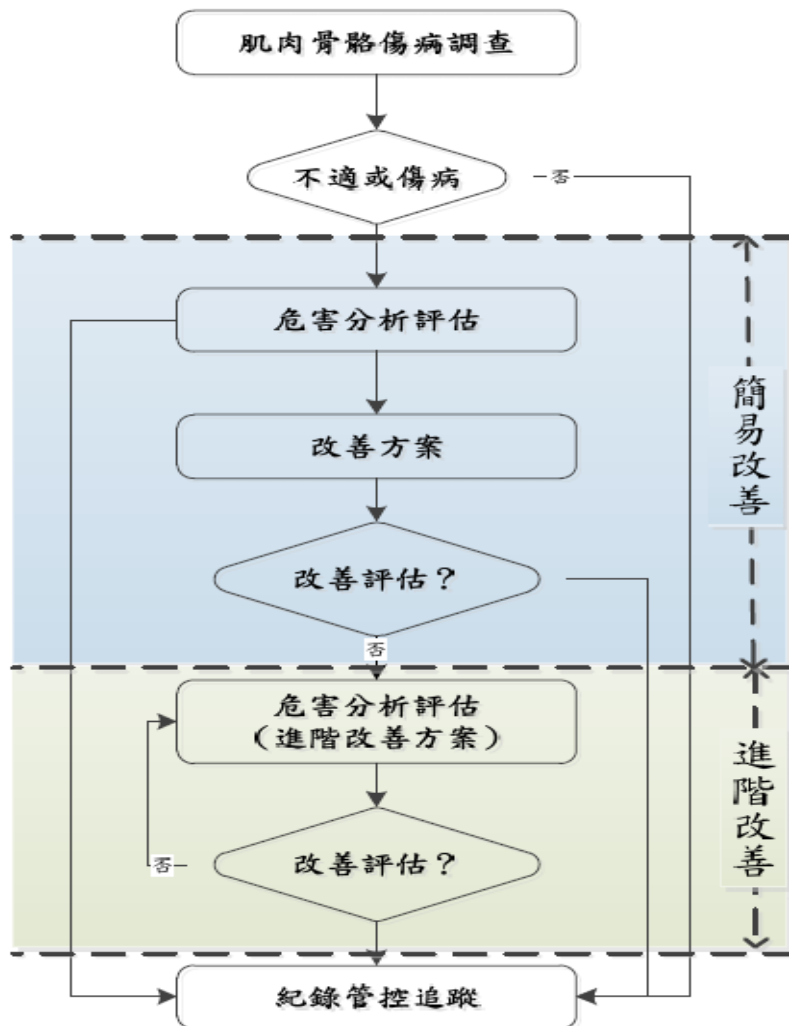 肌肉骨骼傷病調查
不適或傷病
否
危害分析評估
改善方案
改善評估？
否
簡易改善
危害分析評估
（進階改善方案）
改善評估？
否
進階改善
紀錄管控追蹤